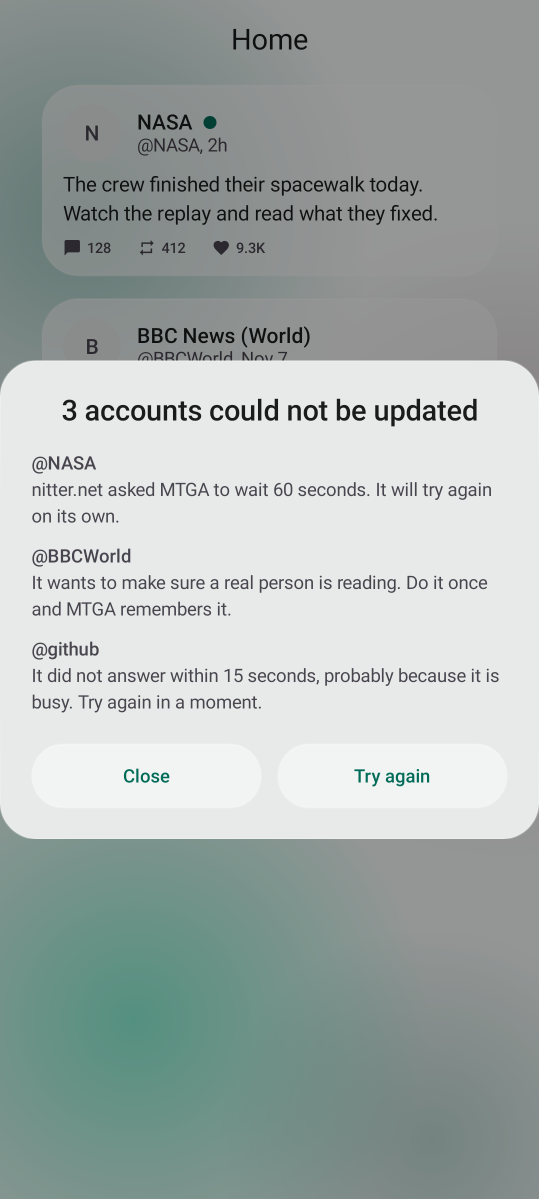 Home
N
NASA
@NASA, 2h
The crew finished their spacewalk today.
Watch the replay and read what they fixed.
128 412 9.3K
B
BBC News (World)
@BBCWorld, Nov 7
3 accounts could not be updated
@NASA
nitter.net asked MTGA to wait 60 seconds. It will try again
on its own.
@BBCWorld
It wants to make sure a real person is reading. Do it once
and MTGA remembers it.
@github
It did not answer within 15 seconds, probably because it is
busy. Try again in a moment.
Close Try again